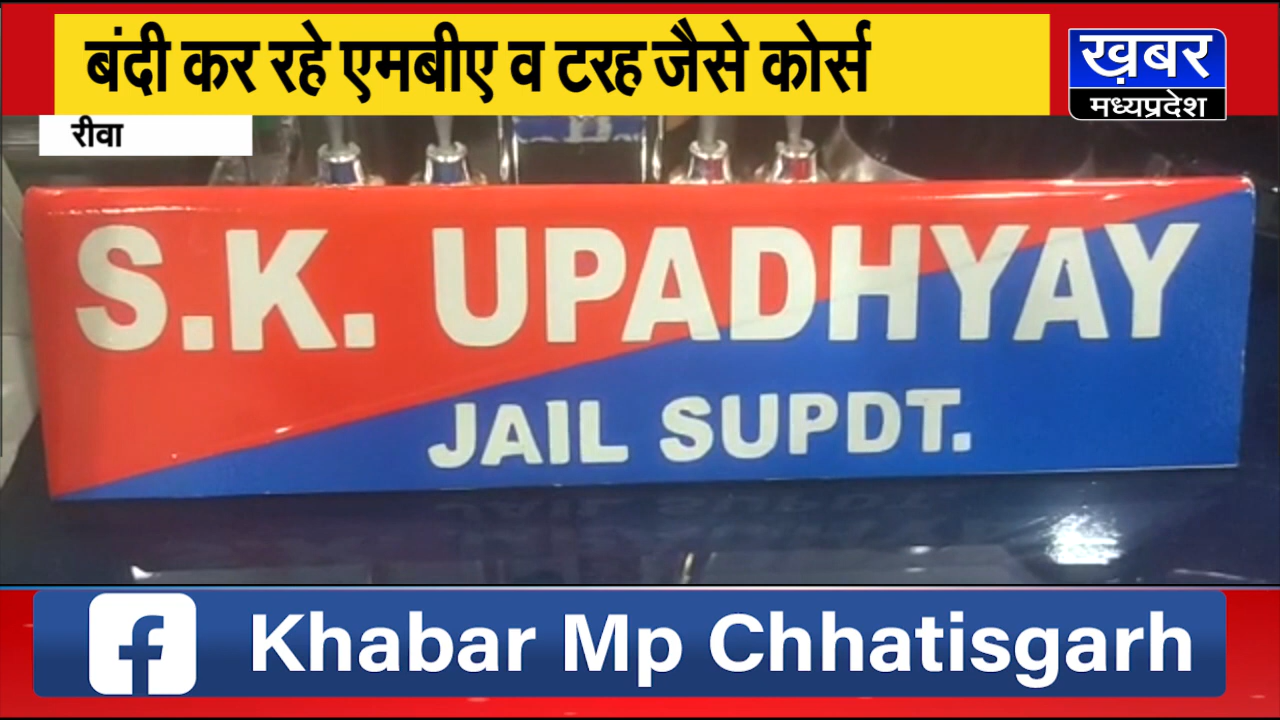 बंदी कर रहे एमबीए व टरह जैसे कोर्स
ख़बर
मध्यप्रदेश
रीवा
S.K. UPADHYAY
JAIL SUPDT.
Khabar Mp Chhatisgarh